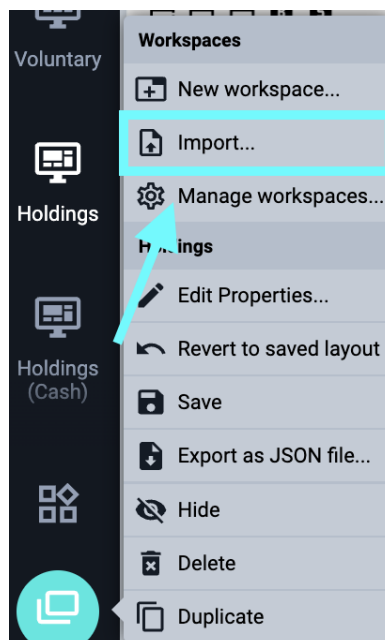 Voluntary
Holdings
Holdings
(Cash)
Workspaces
New workspace...
Import...
Manage workspaces...
Holdings
Edit Properties...
Revert to saved layout
Save
Export as JSON file...
Hide
Delete
Duplicate